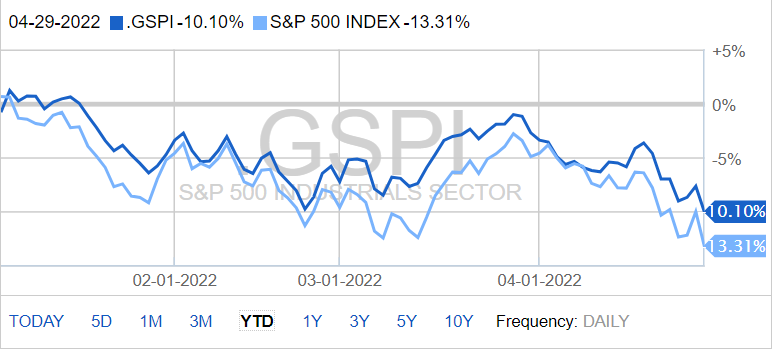 04-29-2022 .GSPI -10.10% S&P 500 INDEX -13.31%
+5%
0%
GSPI
-5%
S&P 500 INDUSTRIALS SECTOR
-10.10%
-13.31%
02-01-2022 03-01-2022 04-01-2022
TODAY 5D 1M 3M YTD 1Y 3Y 5Y 10Y Frequency: DAILY